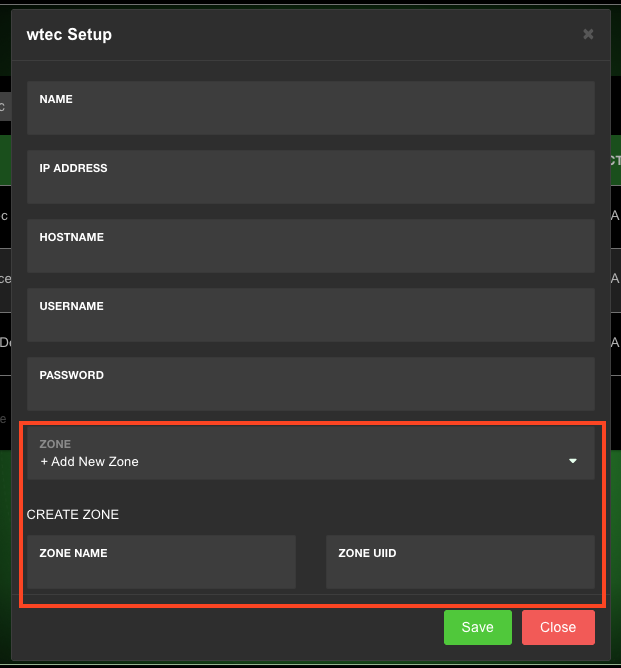 wtec Setup
NAME
IP ADDRESS
HOSTNAME
USERNAME
PASSWORD
ZONE
+ Add New Zone
CREATE ZONE
ZONE NAME
ZONE UIID
Save
Close